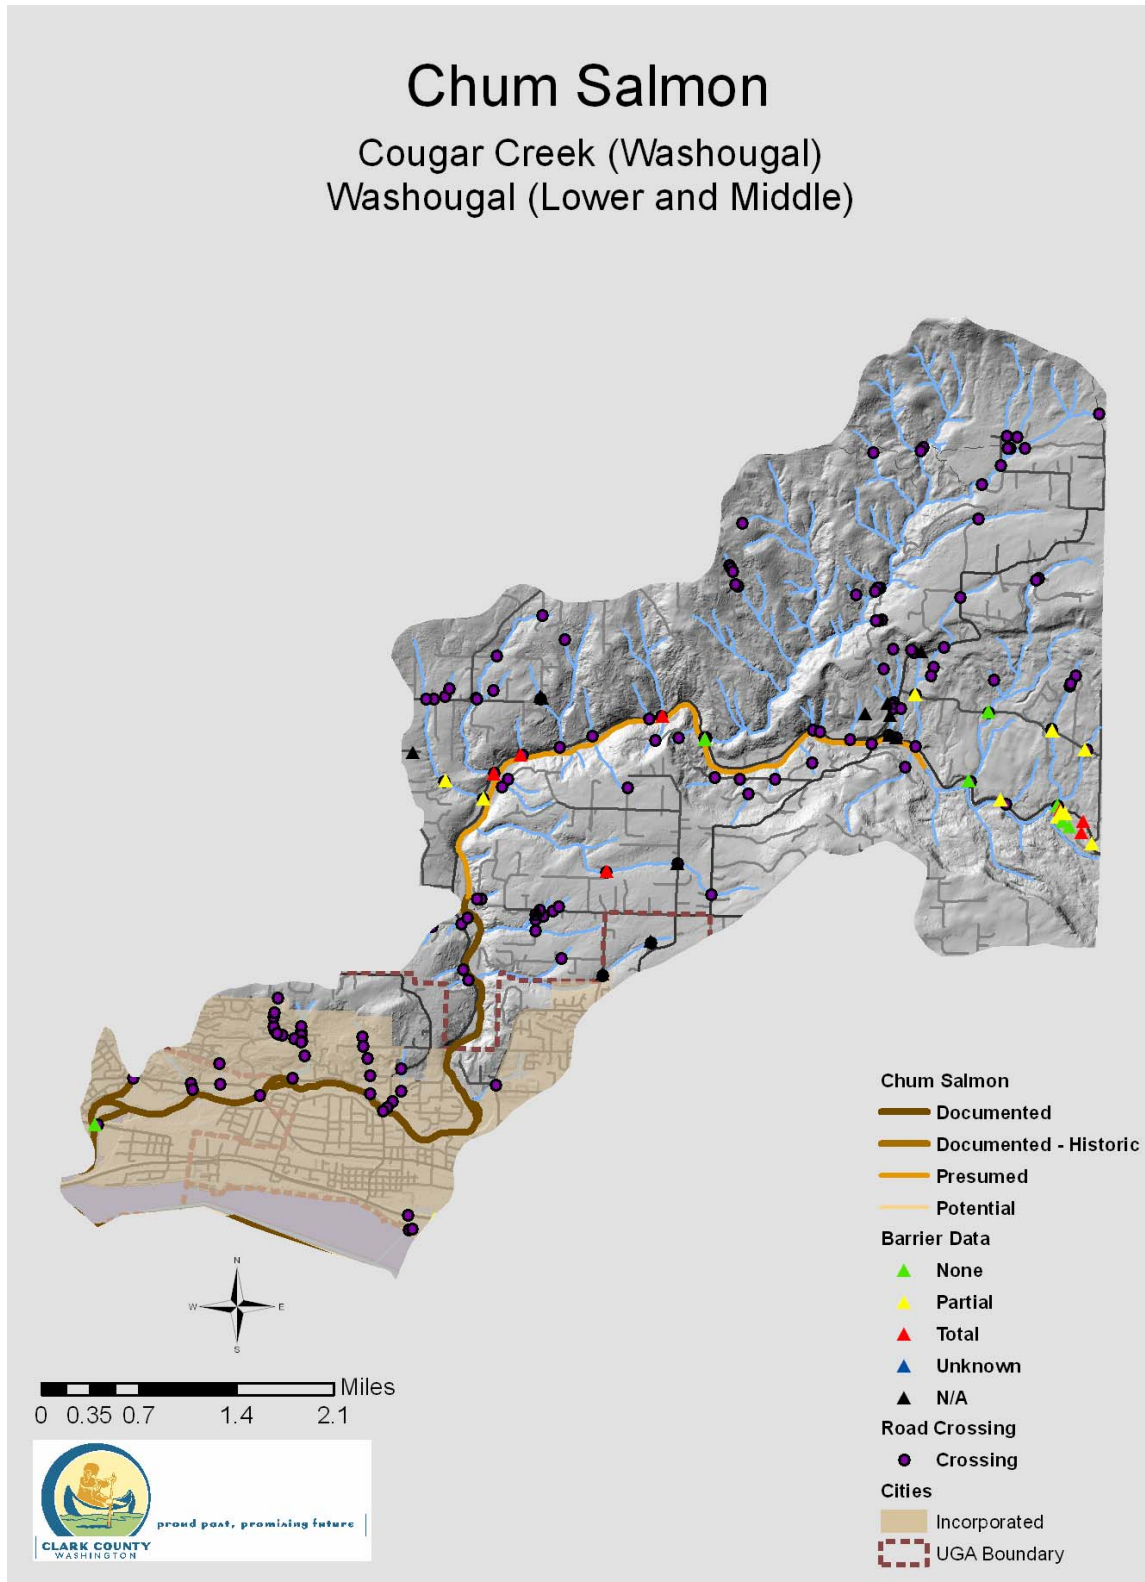 Chum Salmon
Cougar Creek (Washougal)
Washougal (Lower and Middle)
Chum Salmon
Documented
Documented - Historic
Presumed
Potential
Barrier Data
None
Partial
Total
Unknown
N/A
Road Crossing
Crossing
Cities
Incorporated
UGA Boundary
N
W E
S
Miles
0 0.35 0.7 1.4 2.1
proud past, promising future
CLARK COUNTY
WASHINGTON